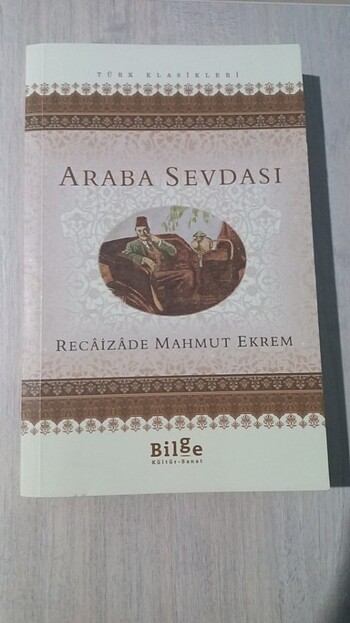 TÜRK KLASİKLERİ
ARABA SEVDASI
RECÂİZÂDE MAHMUT EKREM
Bilge
Kültür-Sanat